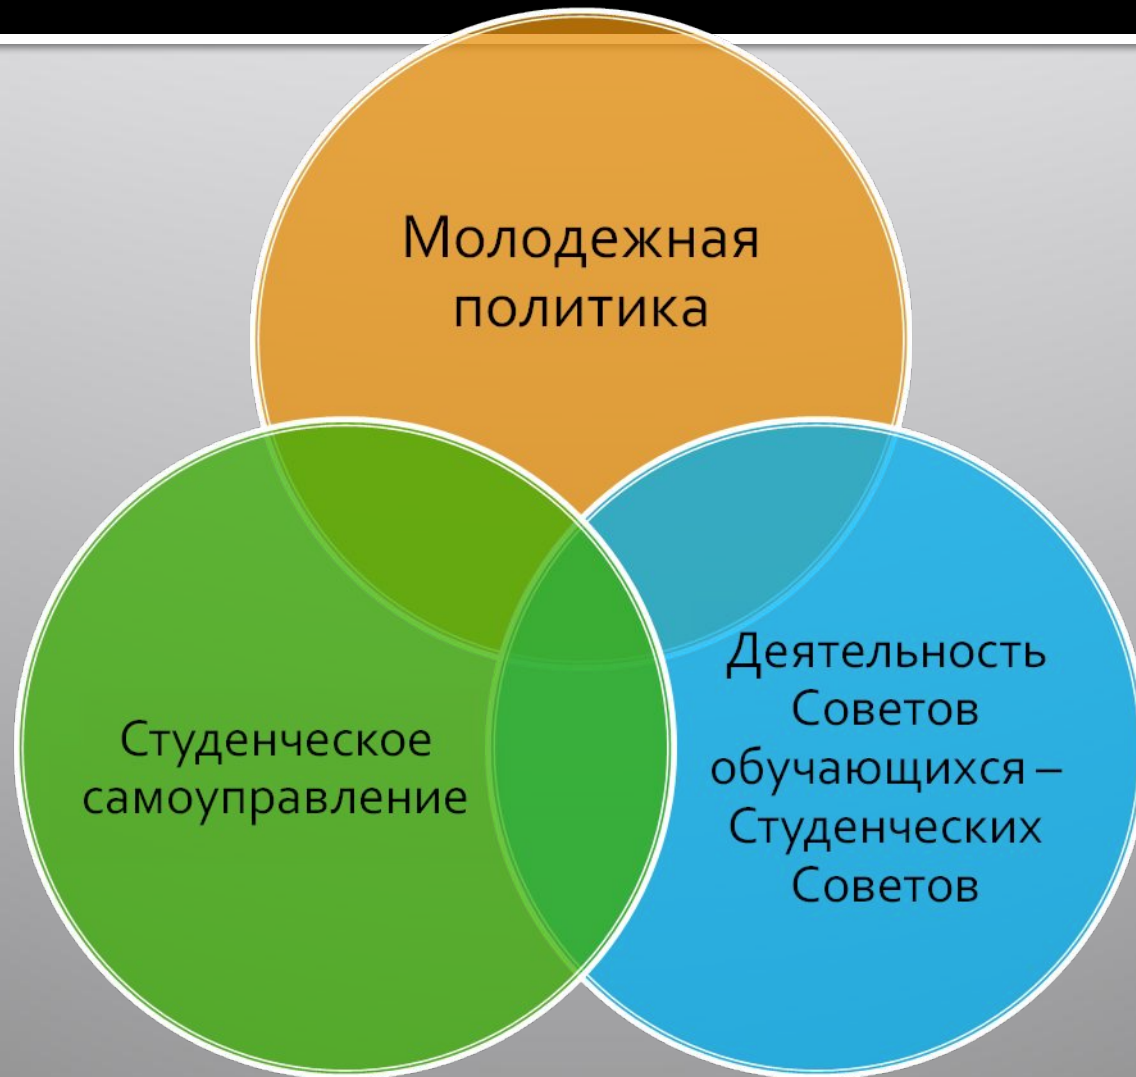 Молодежная
политика
Студенческое
самоуправление
Деятельность
Советов
обучающихся –
Студенческих
Советов